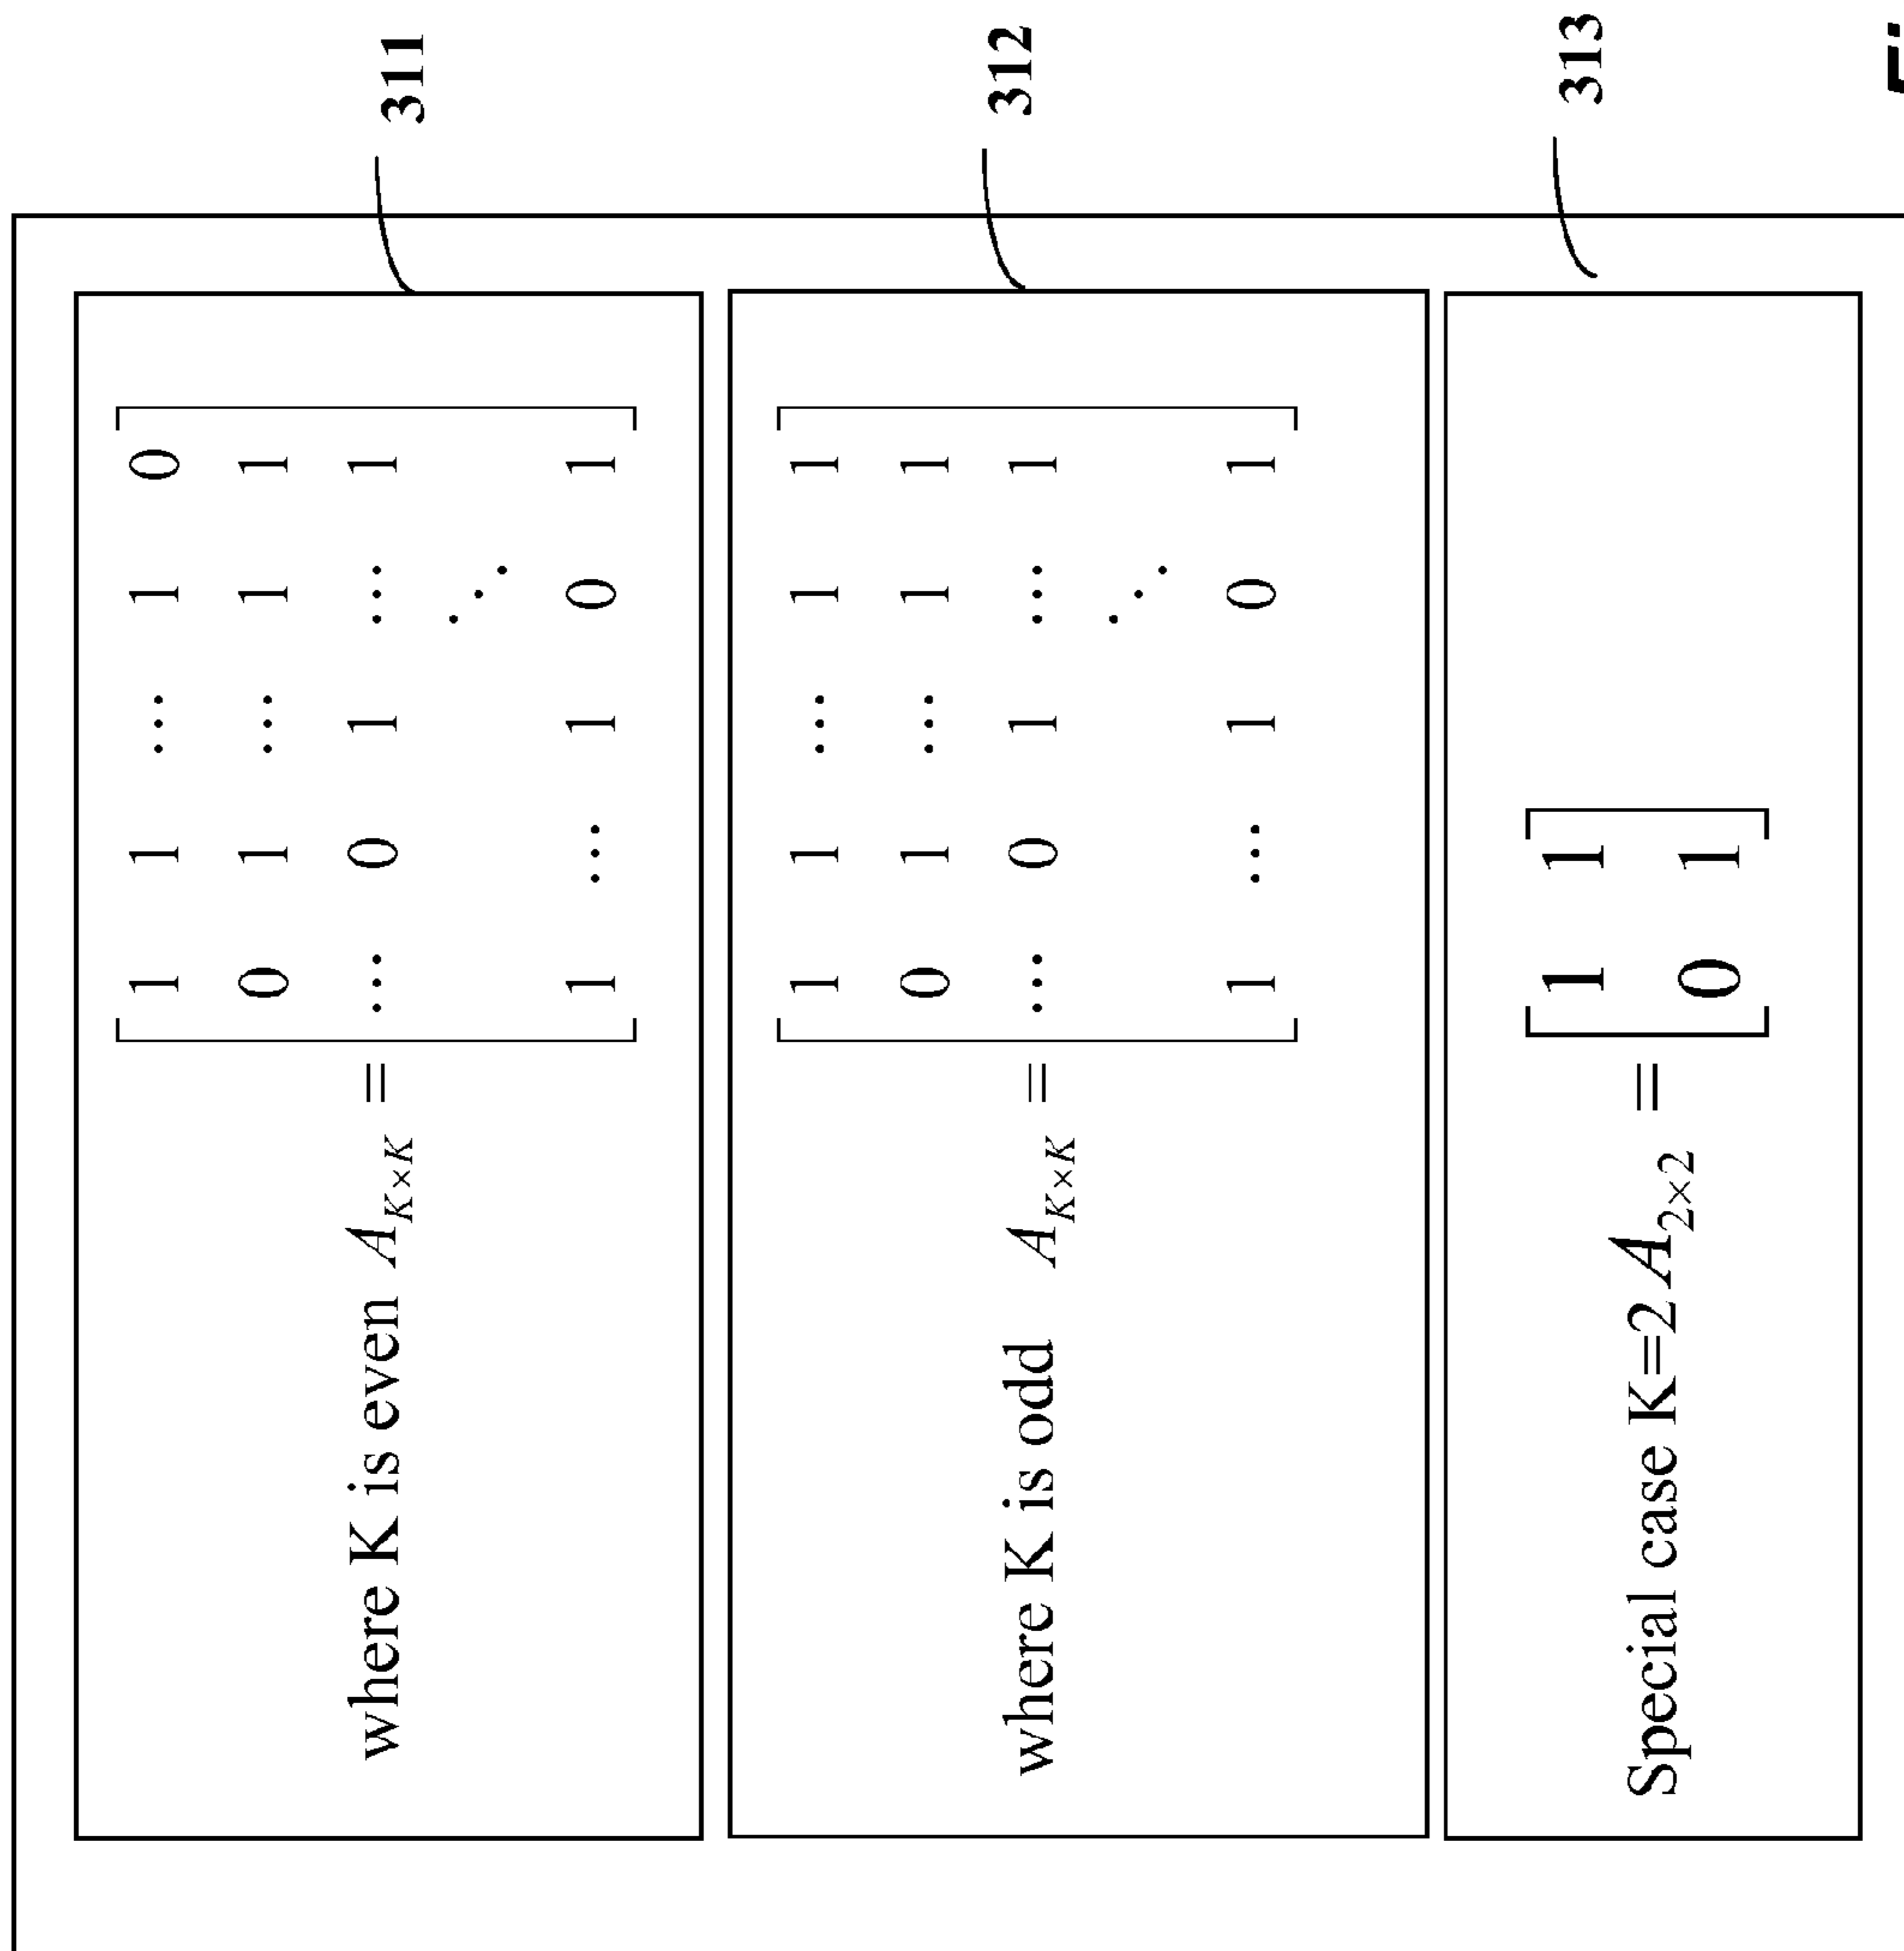 1 1 ... 1 0
0 1 ... 1 1
where K is even A_{K×K} = ... 0 1 ... 1
⋱
1 ... 1 0 1
311
1 1 ... 1 1
0 1 ... 1 1
where K is odd A_{K×K} = ... 0 1 ... 1
⋱
1 ... 1 0 1
312
1 1
Special case K=2 A_{2×2} =
0 1
313